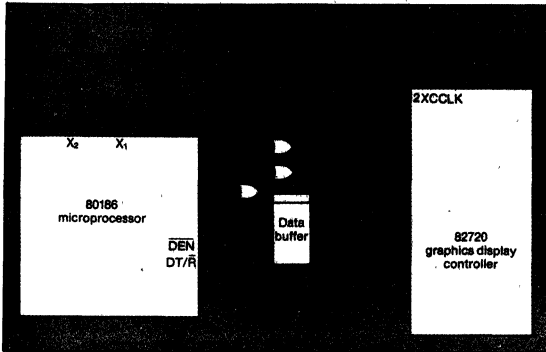 2XCCLK
X2 X1
80186
microprocessor
DEN
DT/R
Data
buffer
82720
graphics display
controller